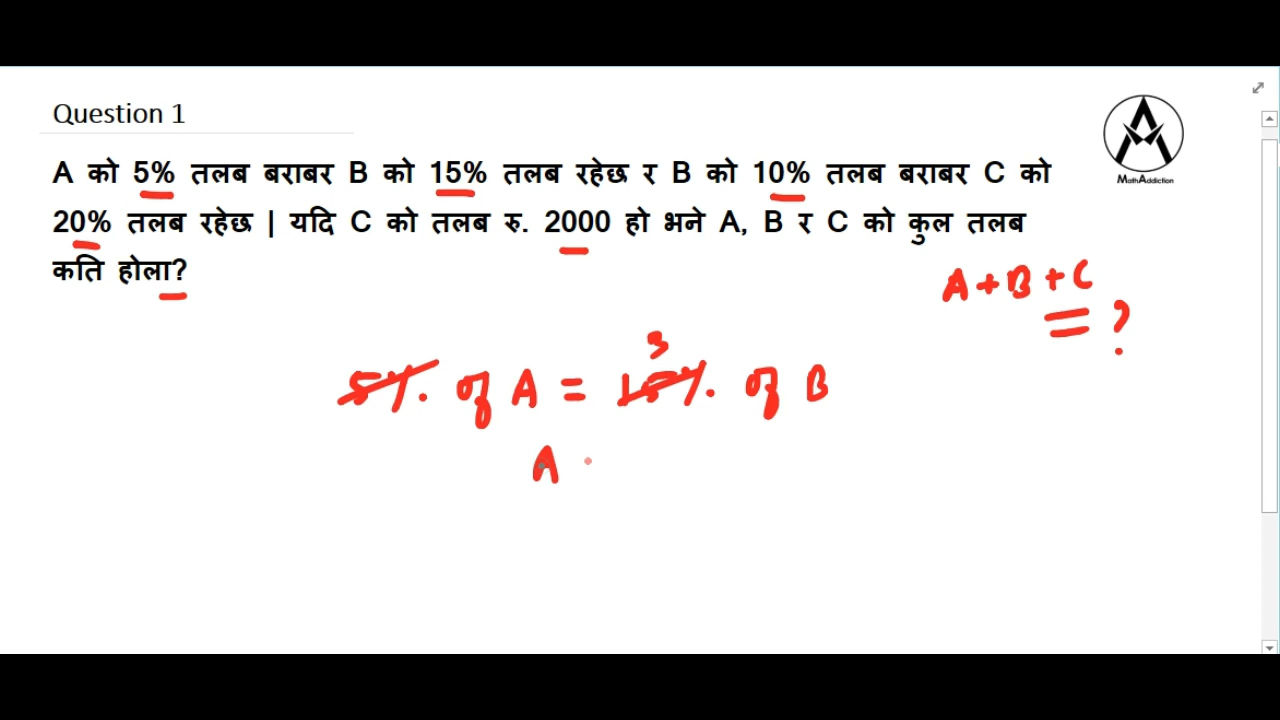 Question 1
A को 5% तलब बराबर B को 15% तलब रहेछ र B को 10% तलब बराबर C को
20% तलब रहेछ | यदि C को तलब रु. 2000 हो भने A, B र C को कुल तलब
कति होला?
MathAddiction
A + B + C
= ?
3
5% of A = 15% of B
A